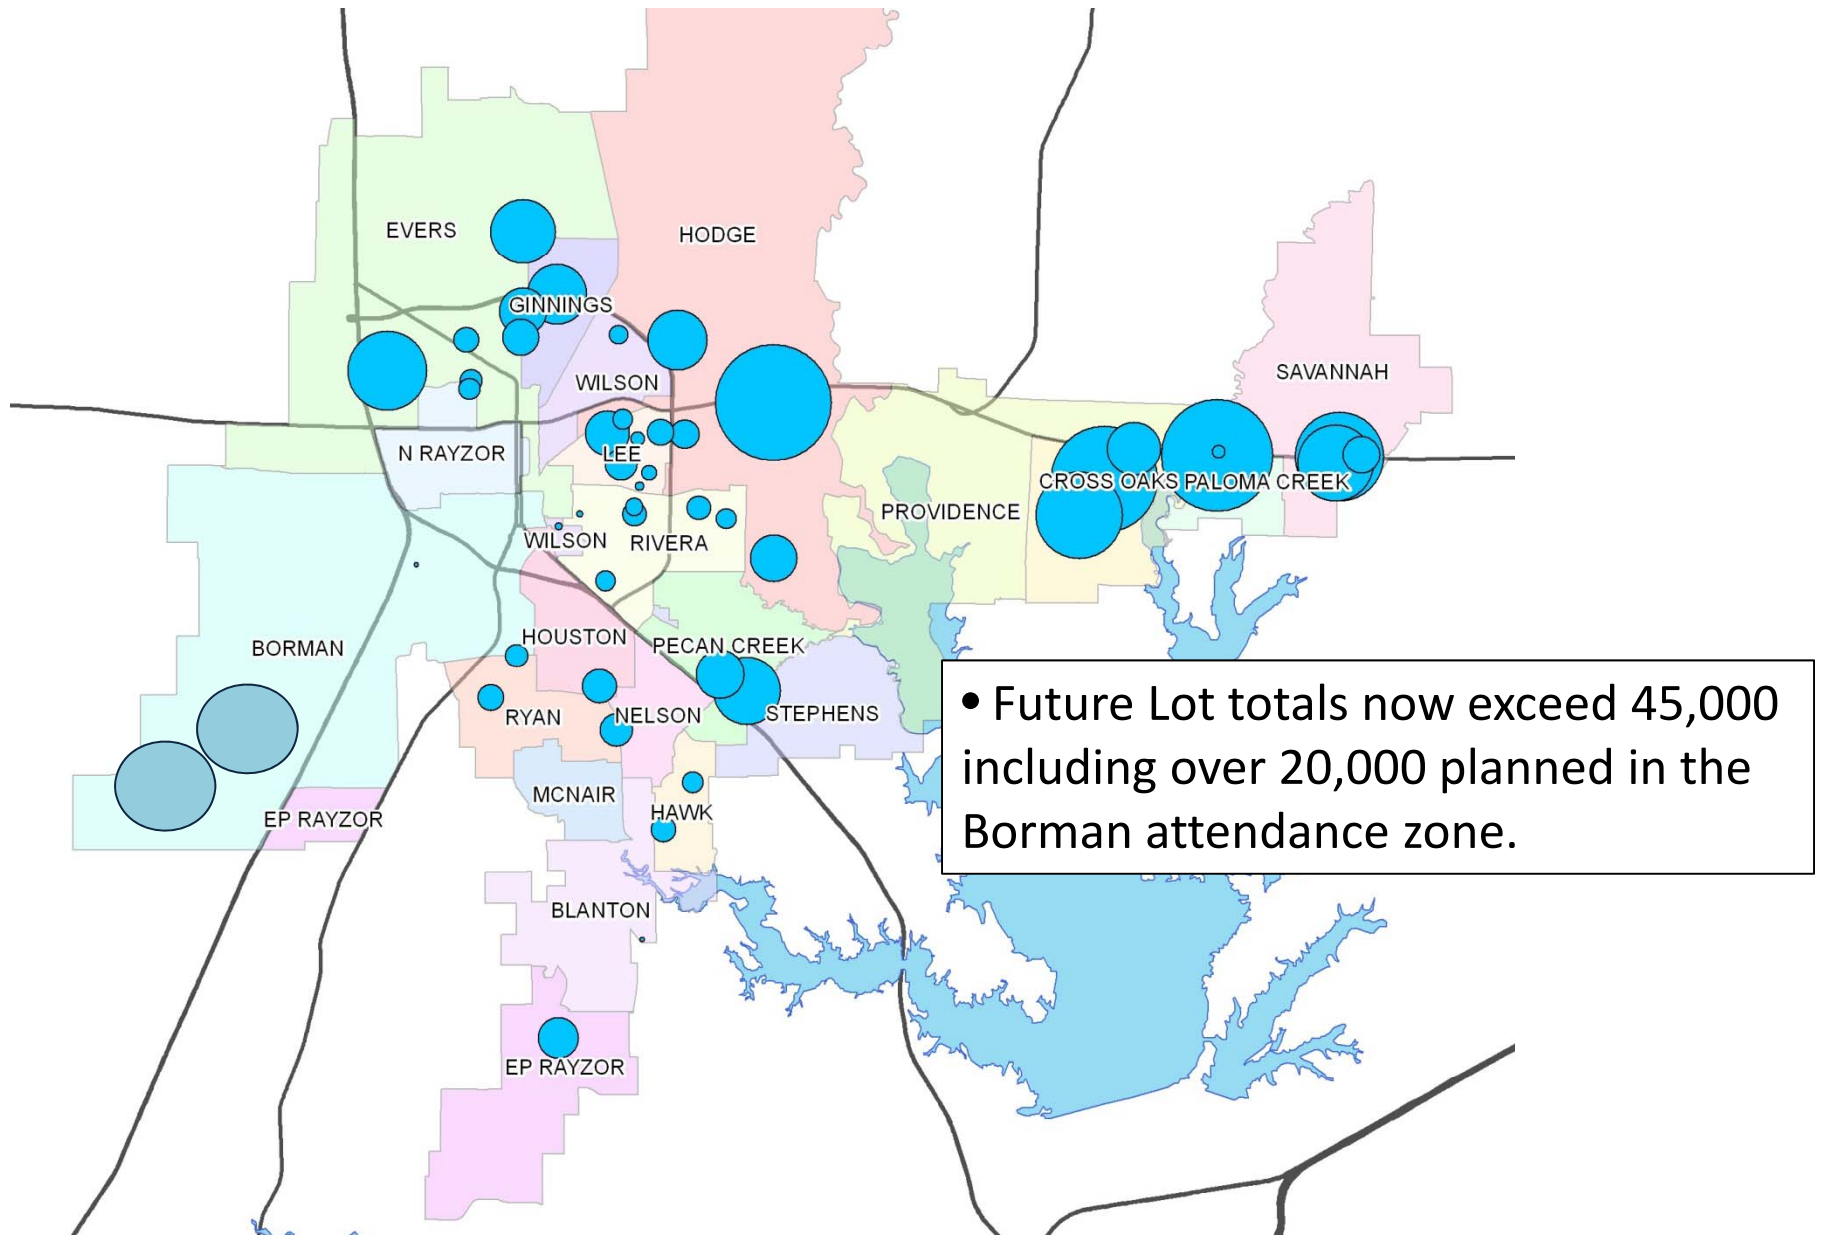 EVERS
HODGE
GINNINGS
SAVANNAH
WILSON
N RAYZOR
LEE
CROSS OAKS
PALOMA CREEK
PROVIDENCE
WILSON
RIVERA
HOUSTON
PECAN CREEK
BORMAN
RYAN
NELSON
STEPHENS
• Future Lot totals now exceed 45,000
including over 20,000 planned in the
Borman attendance zone.
MCNAIR
HAWK
EP RAYZOR
BLANTON
EP RAYZOR